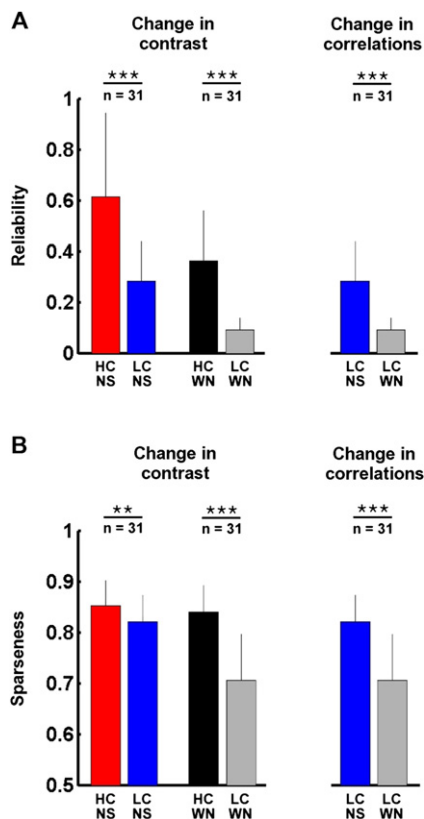 A
Change in
contrast
Change in
correlations
***
n = 31
***
n = 31
***
n = 31
Reliability
1
0.8
0.6
0.4
0.2
0
HC
NS
LC
NS
HC
WN
LC
WN
LC
NS
LC
WN
B
Change in
contrast
Change in
correlations
**
n = 31
***
n = 31
***
n = 31
Sparseness
1
0.9
0.8
0.7
0.6
0.5
HC
NS
LC
NS
HC
WN
LC
WN
LC
NS
LC
WN